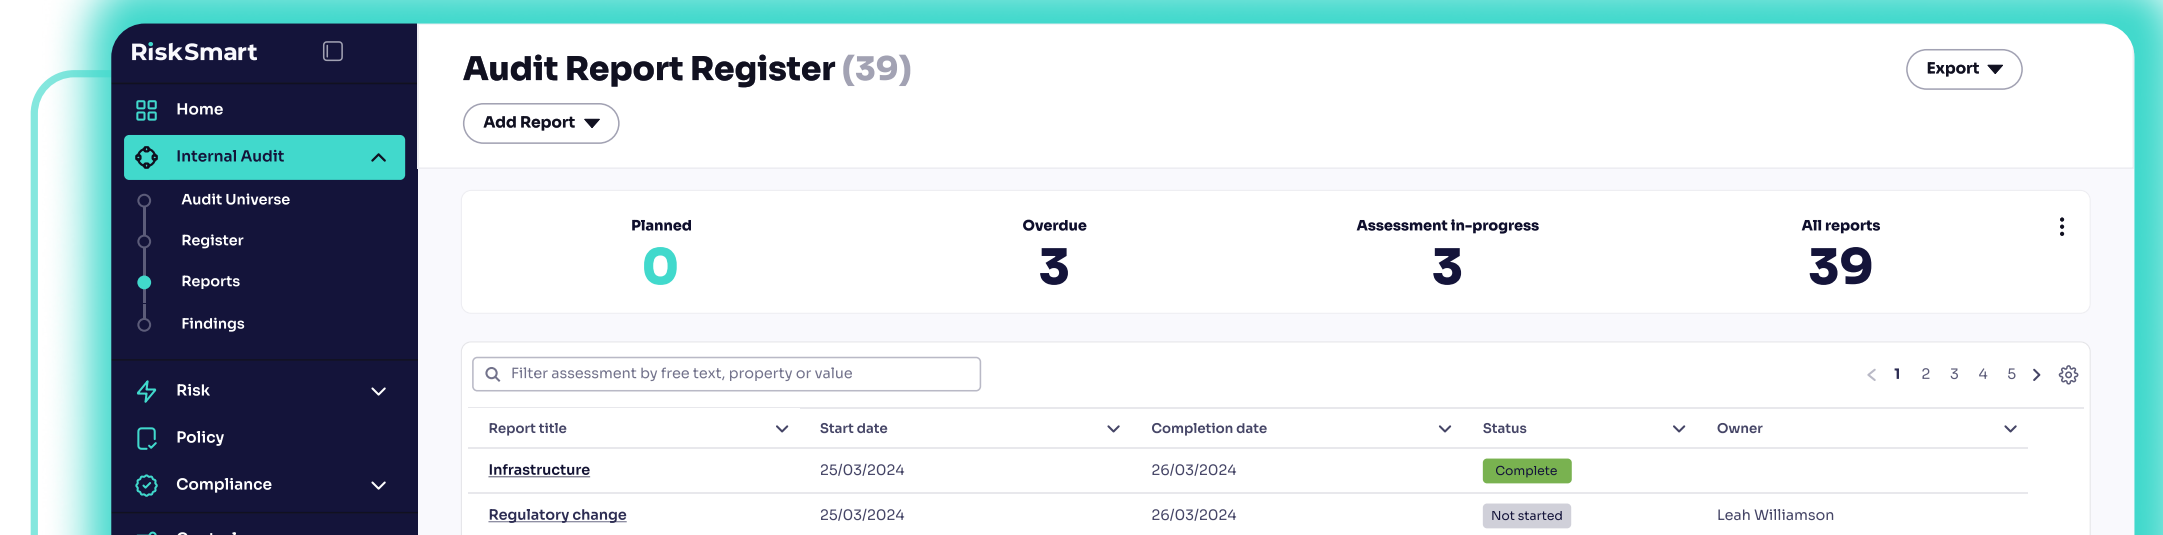 RiskSmart
Home
Internal Audit
Audit Universe
Register
Reports
Findings
Risk
Policy
Compliance
Audit Report Register (39)
Export
Add Report
Planned
0
Overdue
3
Assessment in-progress
3
All reports
39
Filter assessment by free text, property or value
1 2 3 4 5
Report title Start date Completion date Status Owner
Infrastructure 25/03/2024 26/03/2024 Complete
Regulatory change 25/03/2024 26/03/2024 Not started Leah Williamson